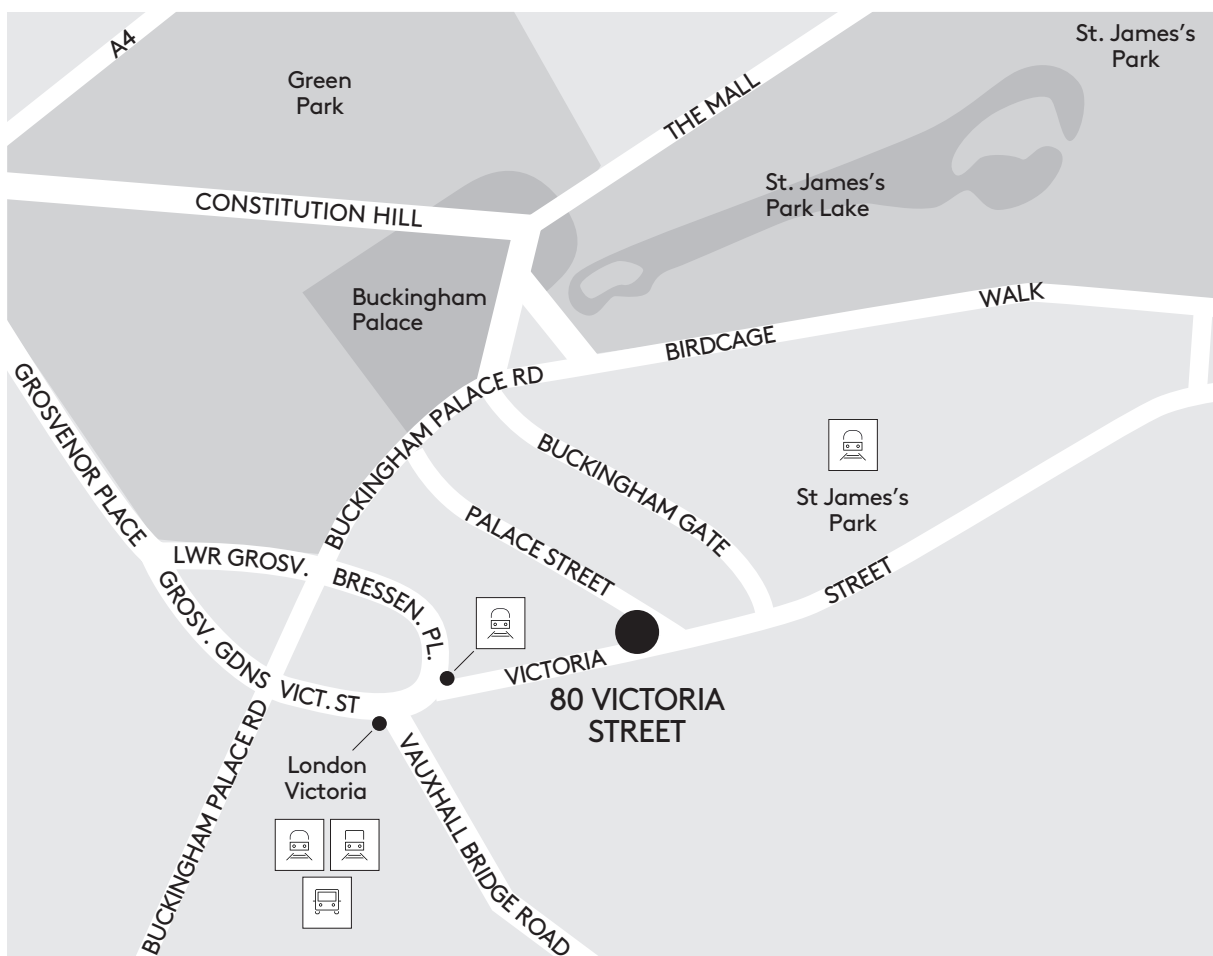 A4
Green
Park
St. James’s
Park
THE MALL
CONSTITUTION HILL
St. James’s
Park Lake
Buckingham
Palace
WALK
BIRDCAGE
GROSVENOR PLACE
BUCKINGHAM PALACE RD
BUCKINGHAM GATE
St James’s
Park
PALACE STREET
LWR GROSV.
BRESSEN. PL.
STREET
GROSV. GDNS
VICT. ST
VICTORIA
80 VICTORIA
STREET
BUCKINGHAM PALACE RD
London
Victoria
VAUXHALL BRIDGE ROAD